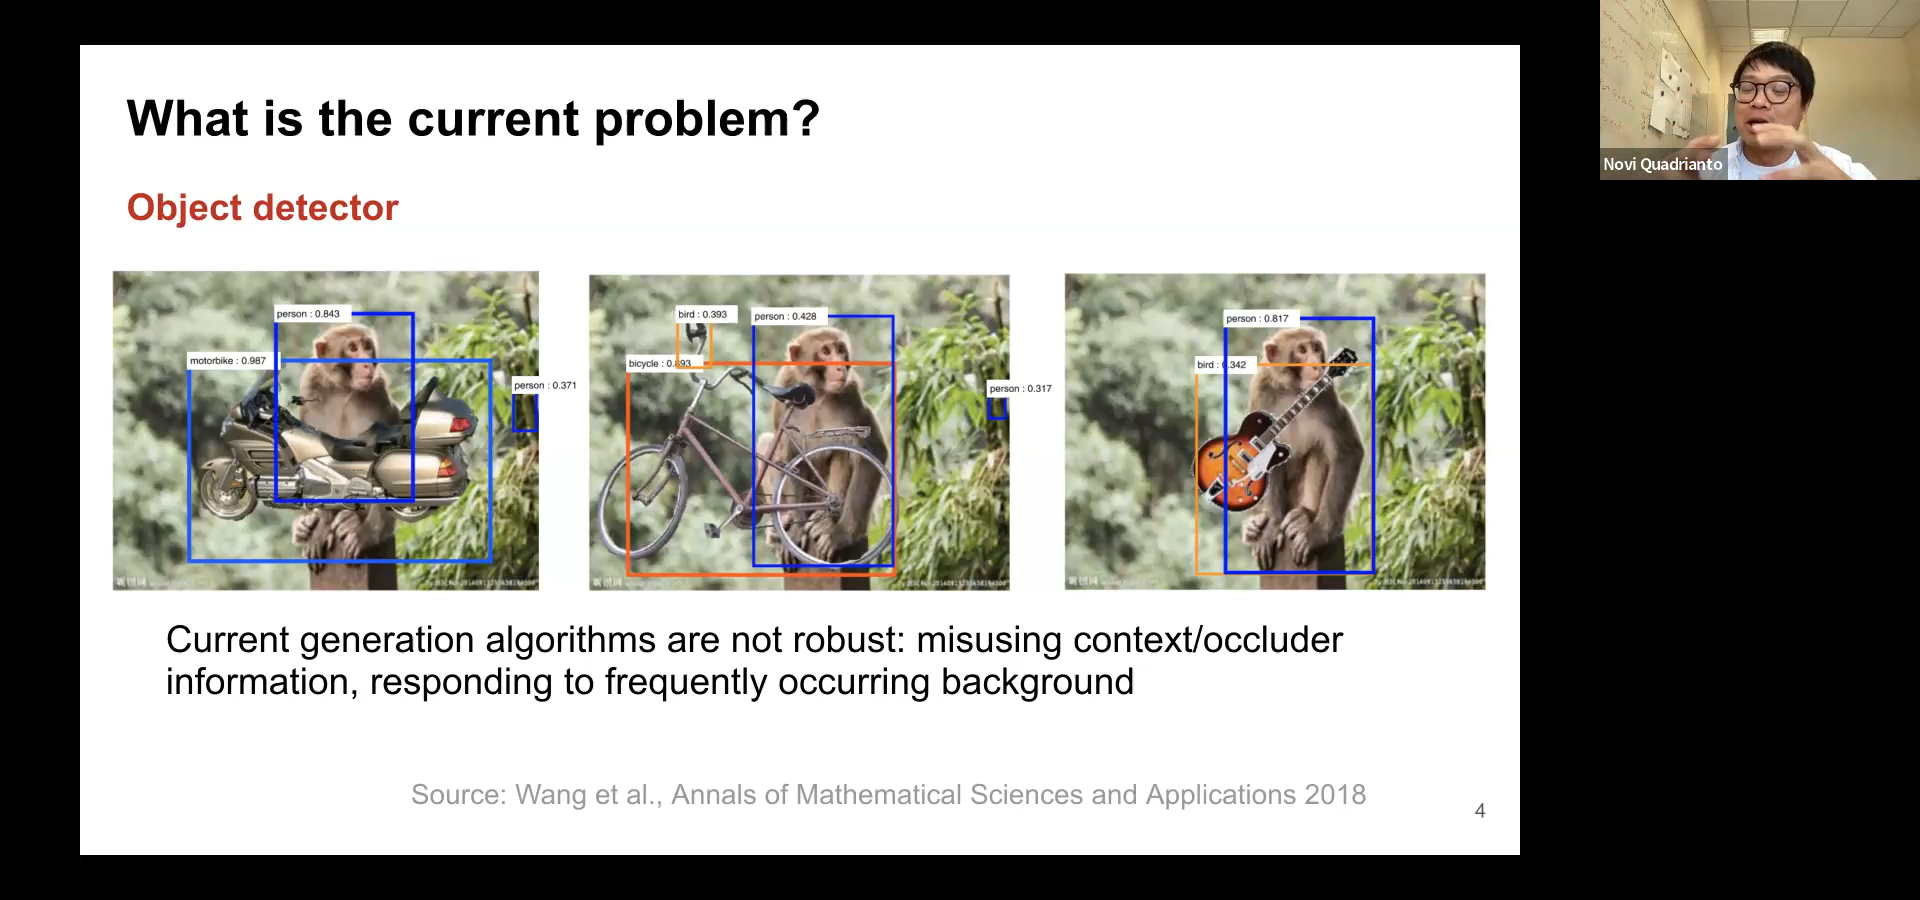 What is the current problem?
Object detector
person : 0.843
motorbike : 0.987
person : 0.371
bird : 0.393
person : 0.428
bicycle : 0.893
person : 0.317
person : 0.817
bird : 0.342
昵图网
Current generation algorithms are not robust: misusing context/occluder
information, responding to frequently occurring background
Source: Wang et al., Annals of Mathematical Sciences and Applications 2018
4
Novi Quadrianto